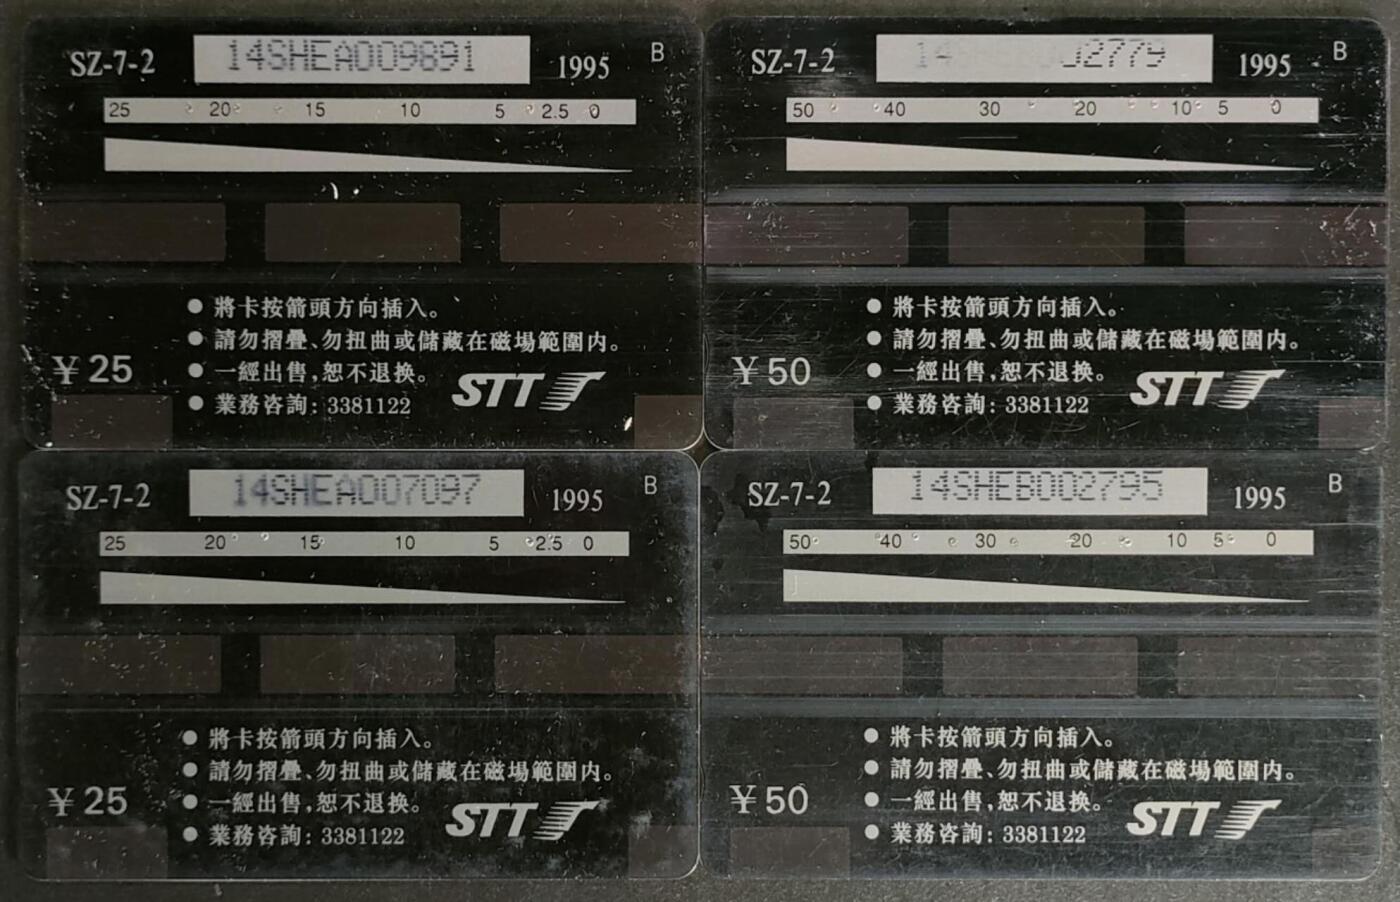 SZ-7-2 14SHEA009891 1995 B
25 20 15 10 5 2.5 0
● 將卡按箭頭方向插入。
● 請勿摺疊、勿扭曲或儲藏在磁場範圍内。
¥25
● 一經出售,恕不退换。
STT
● 業務咨詢: 3381122
SZ-7-2 14 2779 1995 B
50 40 30 20 10 5 0
● 將卡按箭頭方向插入。
● 請勿摺疊、勿扭曲或儲藏在磁場範圍内。
¥50
● 一經出售,恕不退换。
STT
● 業務咨詢: 3381122
SZ-7-2 14SHEA007097 1995 B
25 20 15 10 5 2.5 0
● 將卡按箭頭方向插入。
● 請勿摺疊、勿扭曲或儲藏在磁場範圍内。
¥25
● 一經出售,恕不退换。
STT
● 業務咨詢: 3381122
SZ-7-2 14SHEB002795 1995 B
50 40 30 20 10 5 0
● 將卡按箭頭方向插入。
● 請勿摺疊、勿扭曲或儲藏在磁場範圍内。
¥50
● 一經出售,恕不退换。
STT
● 業務咨詢: 3381122